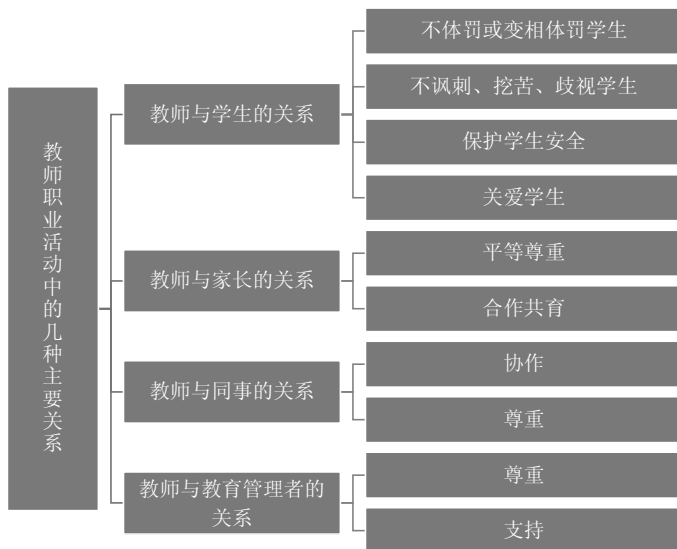 教师职业活动中的几种主要关系
教师与学生的关系
不体罚或变相体罚学生
不讽刺、挖苦、歧视学生
保护学生安全
关爱学生
教师与家长的关系
平等尊重
合作共育
教师与同事的关系
协作
尊重
教师与教育管理者的
关系
尊重
支持